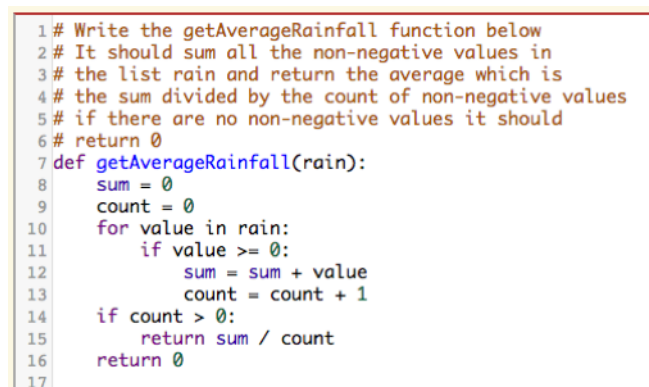 1 # Write the getAverageRainfall function below
2 # It should sum all the non-negative values in
3 # the list rain and return the average which is
4 # the sum divided by the count of non-negative values
5 # if there are no non-negative values it should
6 # return 0
7 def getAverageRainfall(rain):
8     sum = 0
9     count = 0
10     for value in rain:
11         if value >= 0:
12             sum = sum + value
13             count = count + 1
14     if count > 0:
15         return sum / count
16     return 0
17